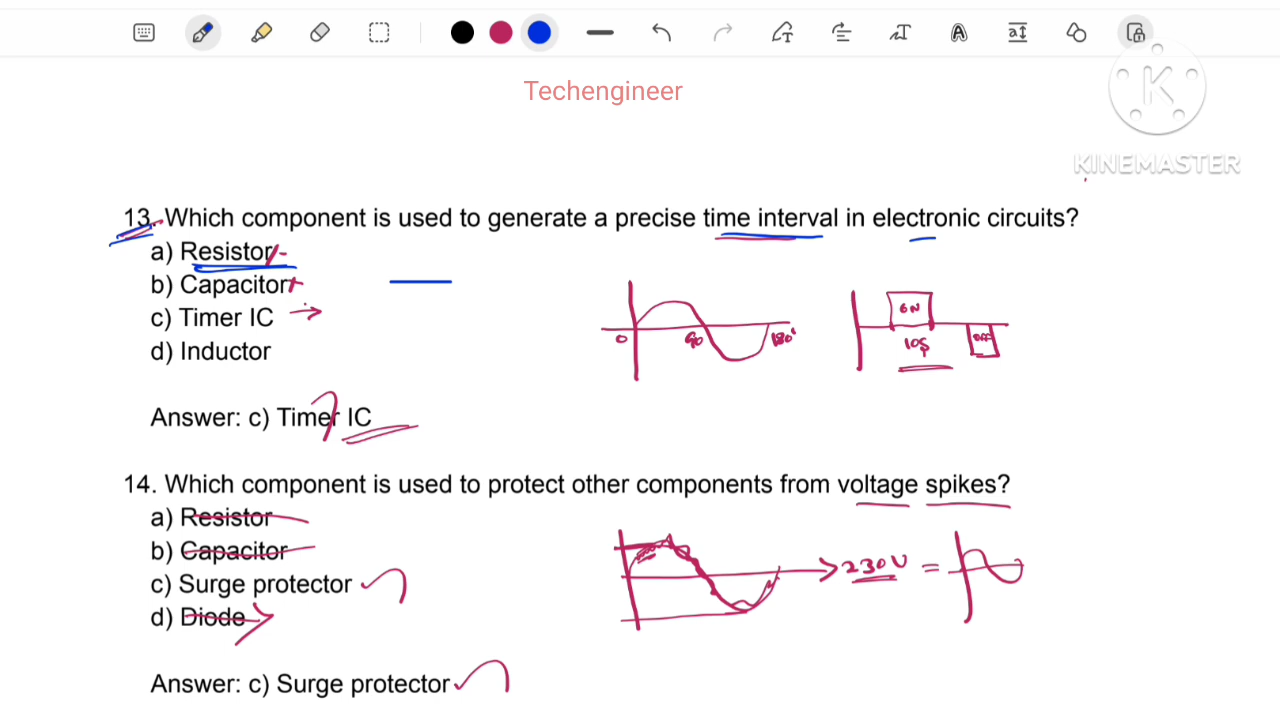 Techengineer
K
KINEMASTER
13. Which component is used to generate a precise time interval in electronic circuits?
a) Resistor
b) Capacitor
c) Timer IC
d) Inductor
0
90
180°
ON
10s
OFF
Answer: c) Timer IC
14. Which component is used to protect other components from voltage spikes?
a) Resistor
b) Capacitor
c) Surge protector
d) Diode
230V =
Answer: c) Surge protector